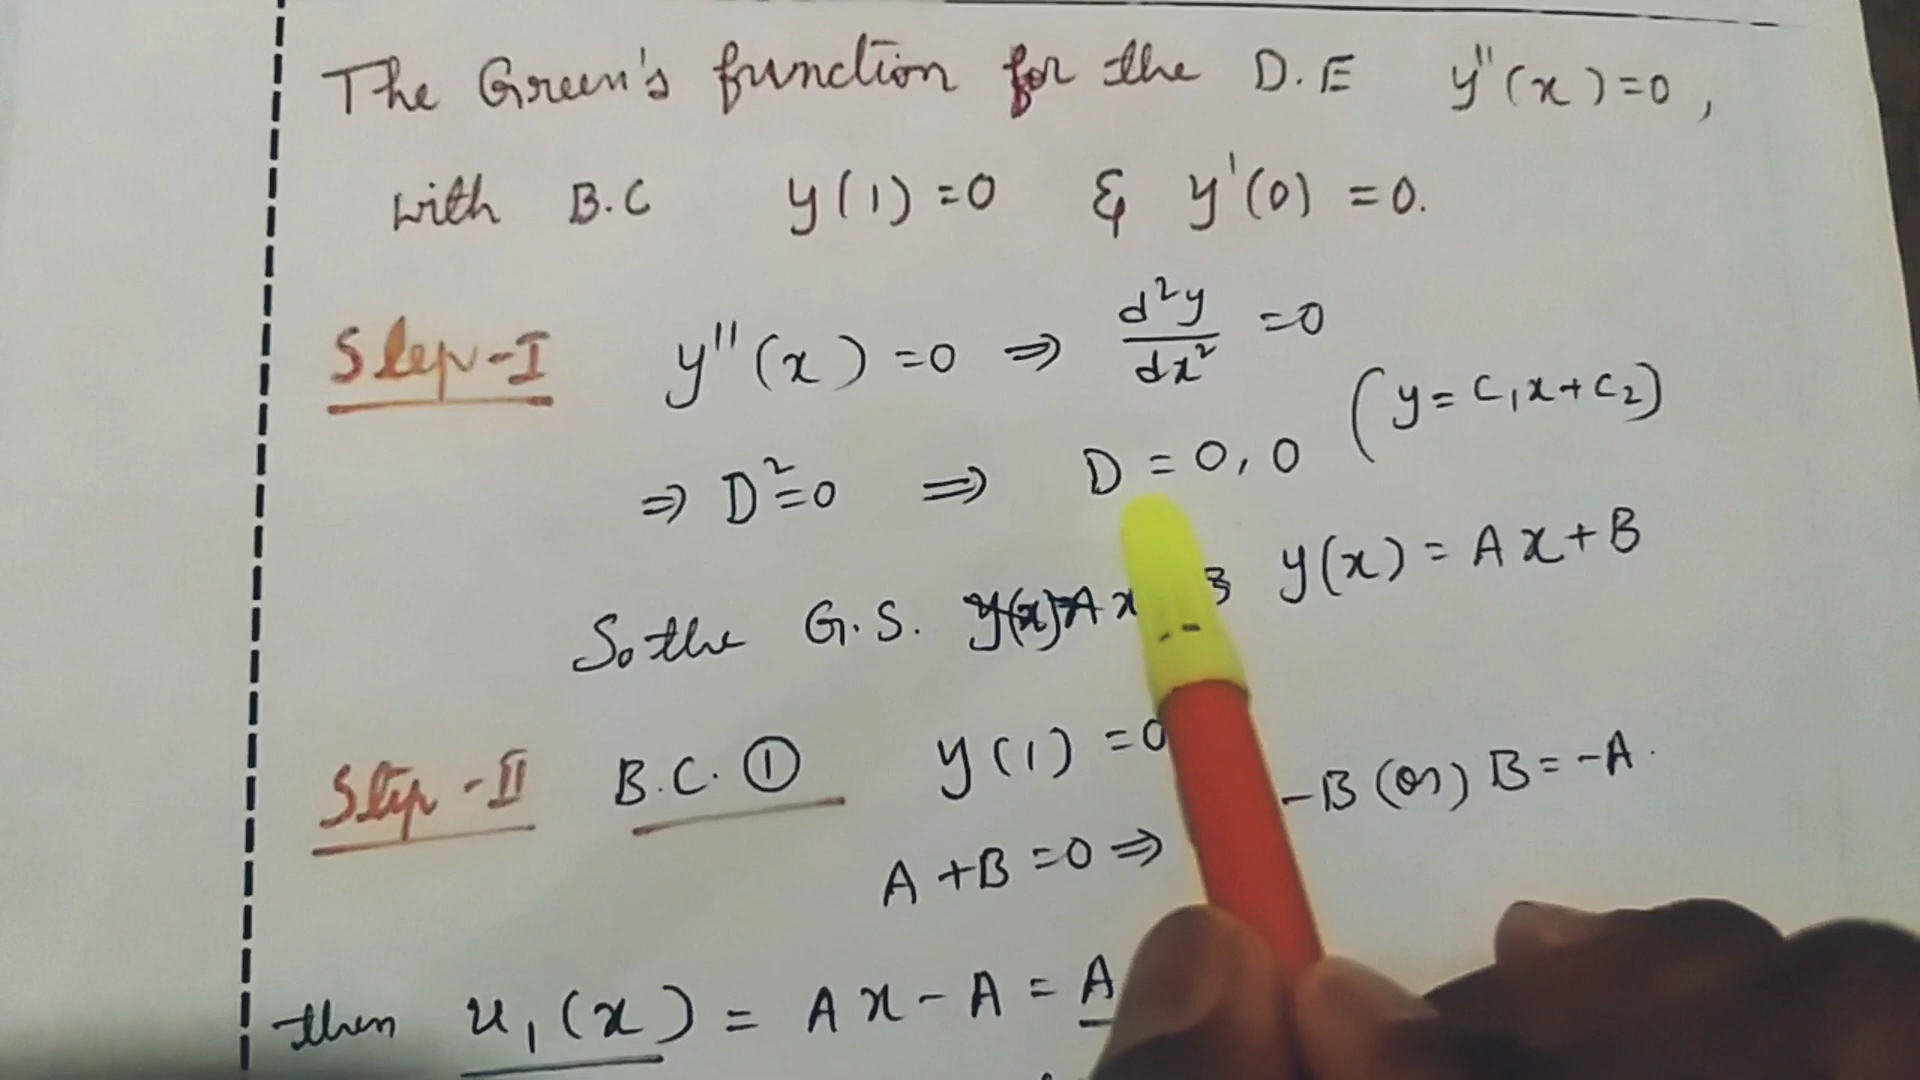 The Green's function for the D.E y''(x)=0,
with B.C y(1)=0 & y'(0)=0.
Step-I y''(x)=0 ⇒ d²y/dx² =0
⇒ D²=0 ⇒ D=0,0 (y=C₁x+C₂)
So the G.S. y(x)=Ax B y(x)=Ax+B
Step-II B.C. ① y(1)=0
A+B=0 ⇒ -B (or) B=-A.
then u₁(x) = Ax-A = A